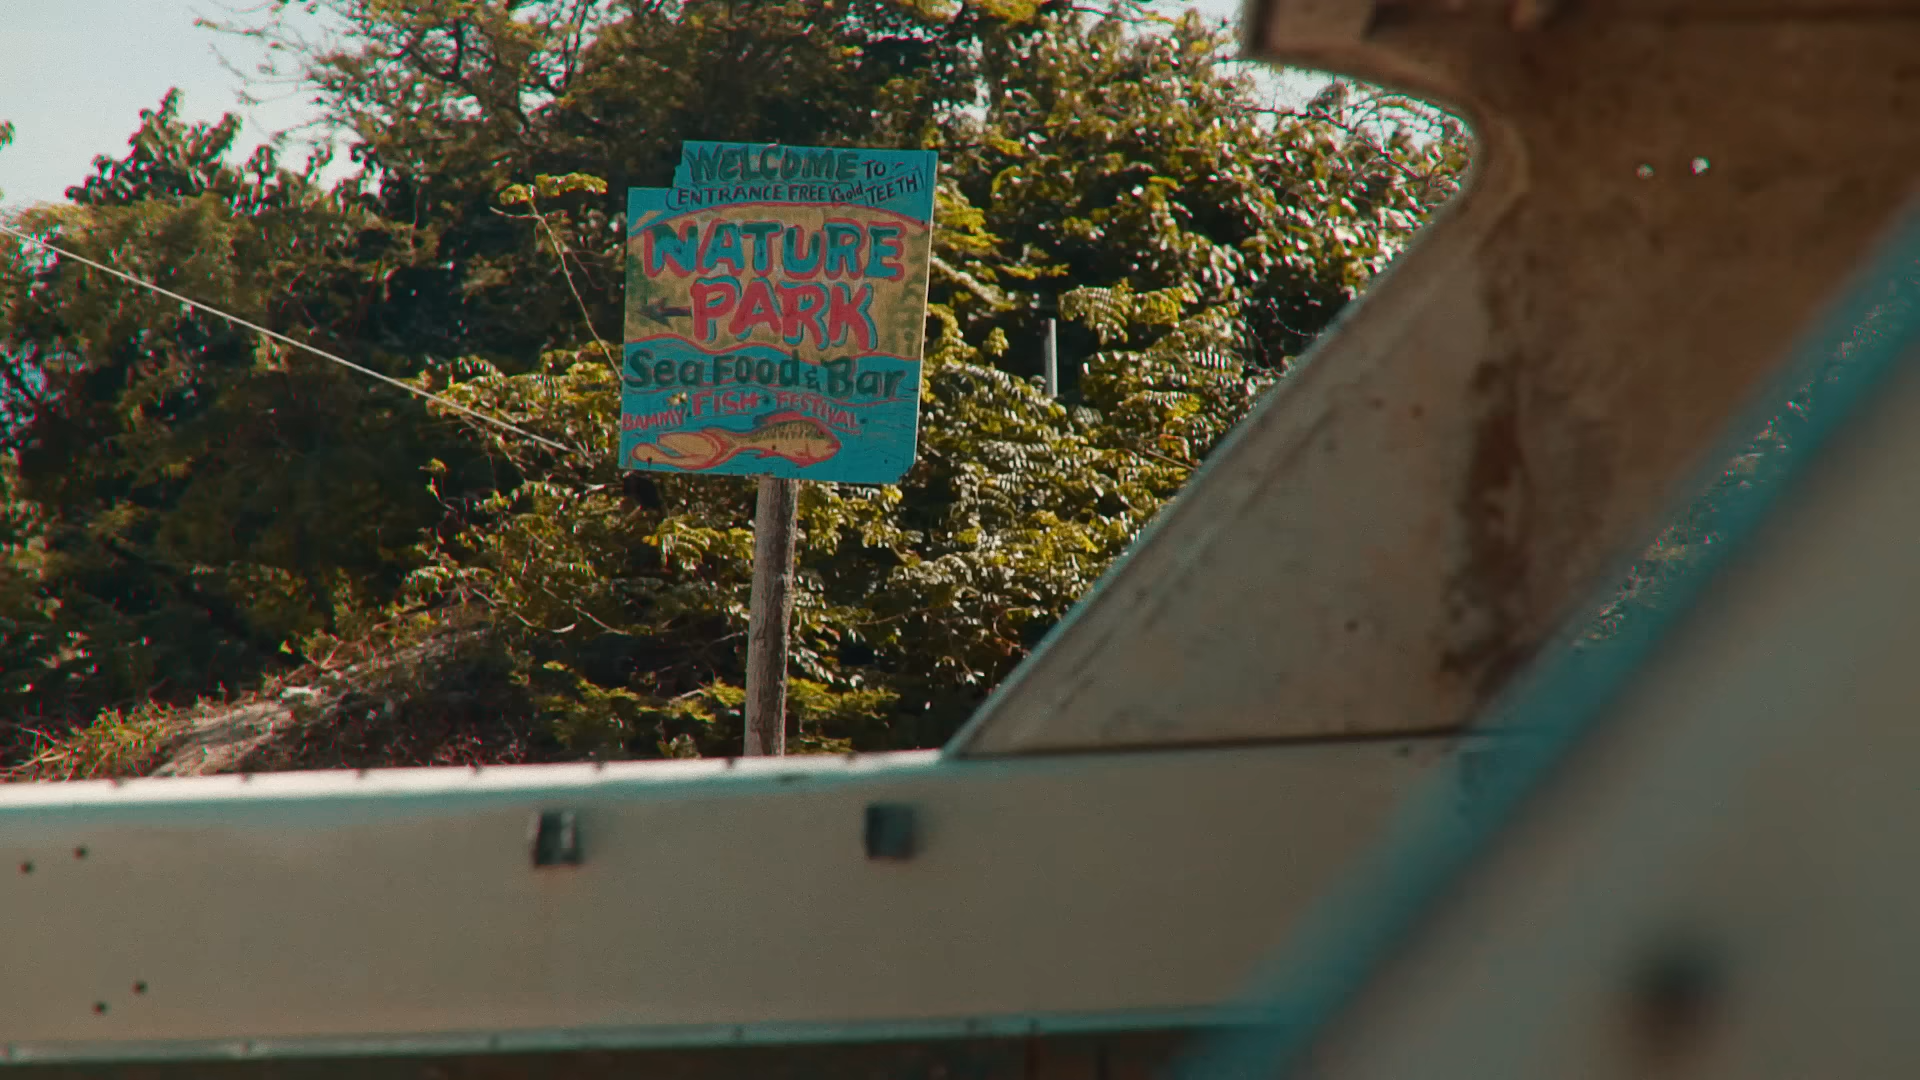 WELCOME TO
ENTRANCE FREE Gold TEETH
NATURE
PARK
Sea Food & Bar
BAMMY FISH FESTIVAL